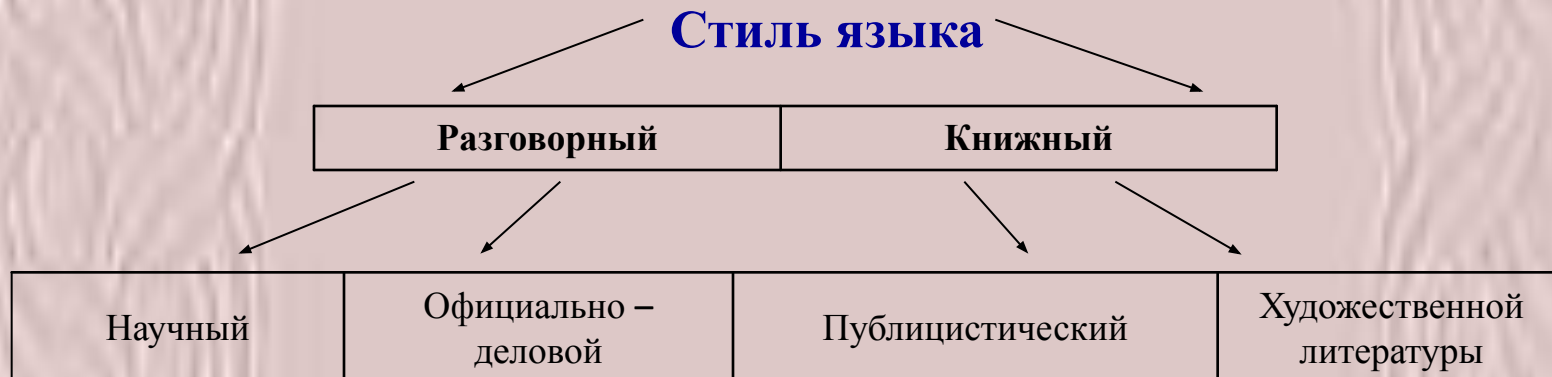 Стиль языка
Разговорный
Книжный
Научный
Официально –
деловой
Публицистический
Художественной
литературы